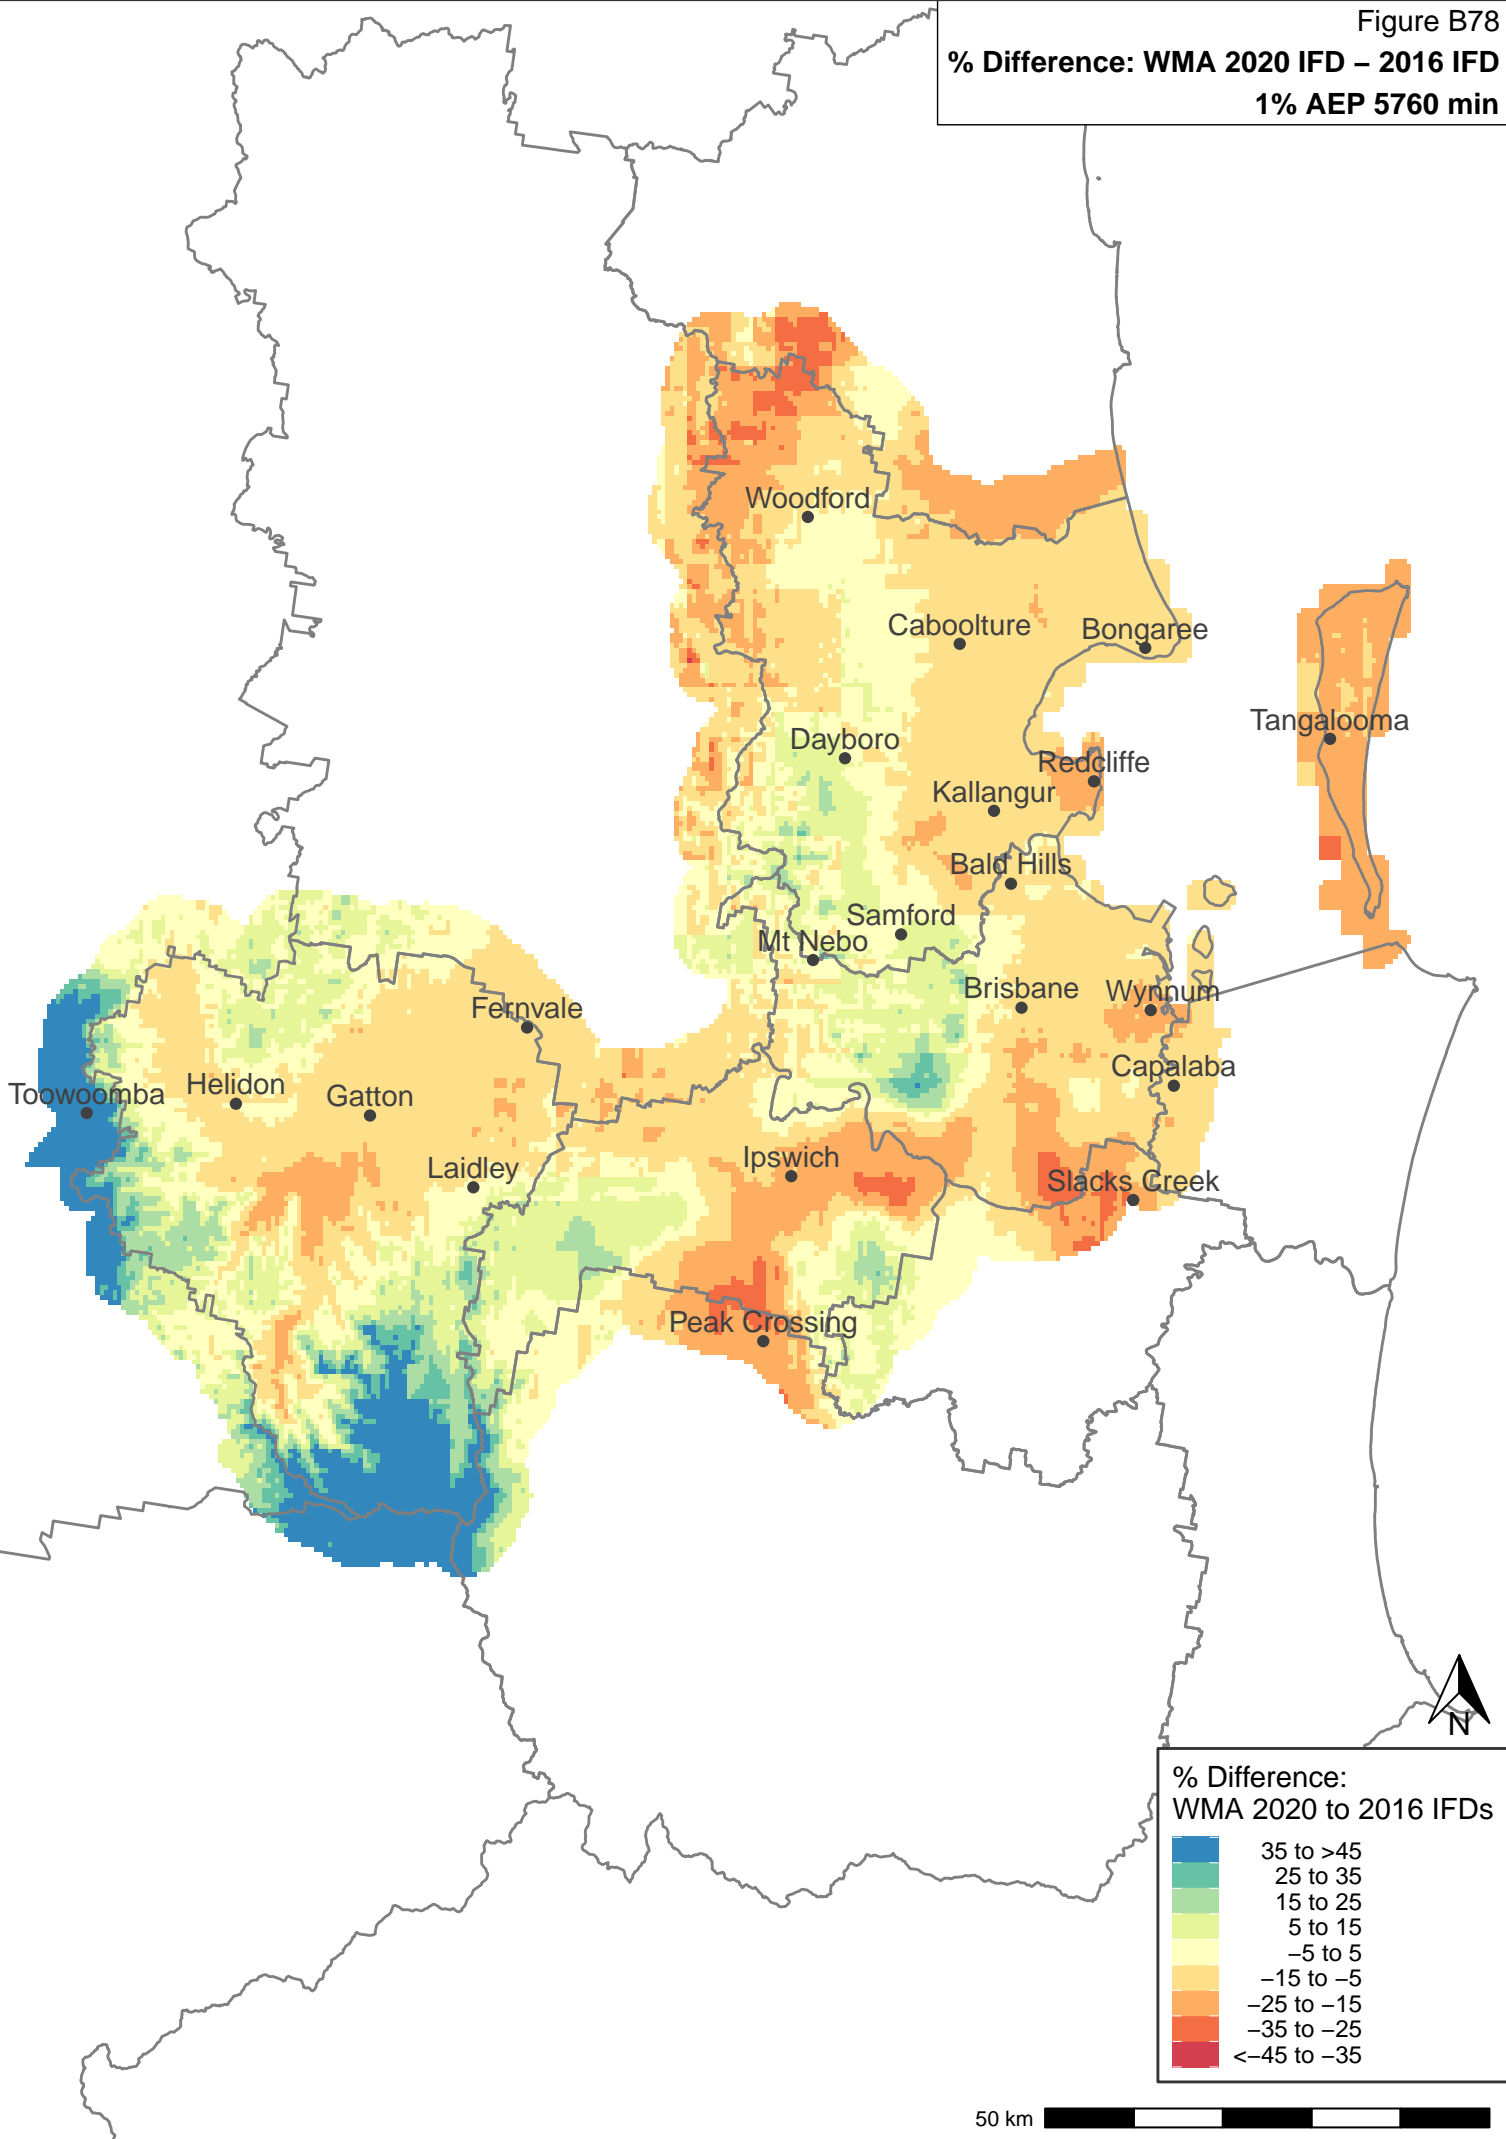 Figure B78
% Difference: WMA 2020 IFD – 2016 IFD
1% AEP 5760 min
Woodford
Caboolture
Bongaree
Tangalooma
Dayboro
Redcliffe
Kallangur
Bald Hills
Samford
Mt Nebo
Brisbane
Wynnum
Fernvale
Capalaba
Toowoomba
Helidon
Gatton
Ipswich
Laidley
Slacks Creek
Peak Crossing
N
% Difference:
WMA 2020 to 2016 IFDs
35 to >45
25 to 35
15 to 25
5 to 15
−5 to 5
−15 to −5
−25 to −15
−35 to −25
<−45 to −35
50 km